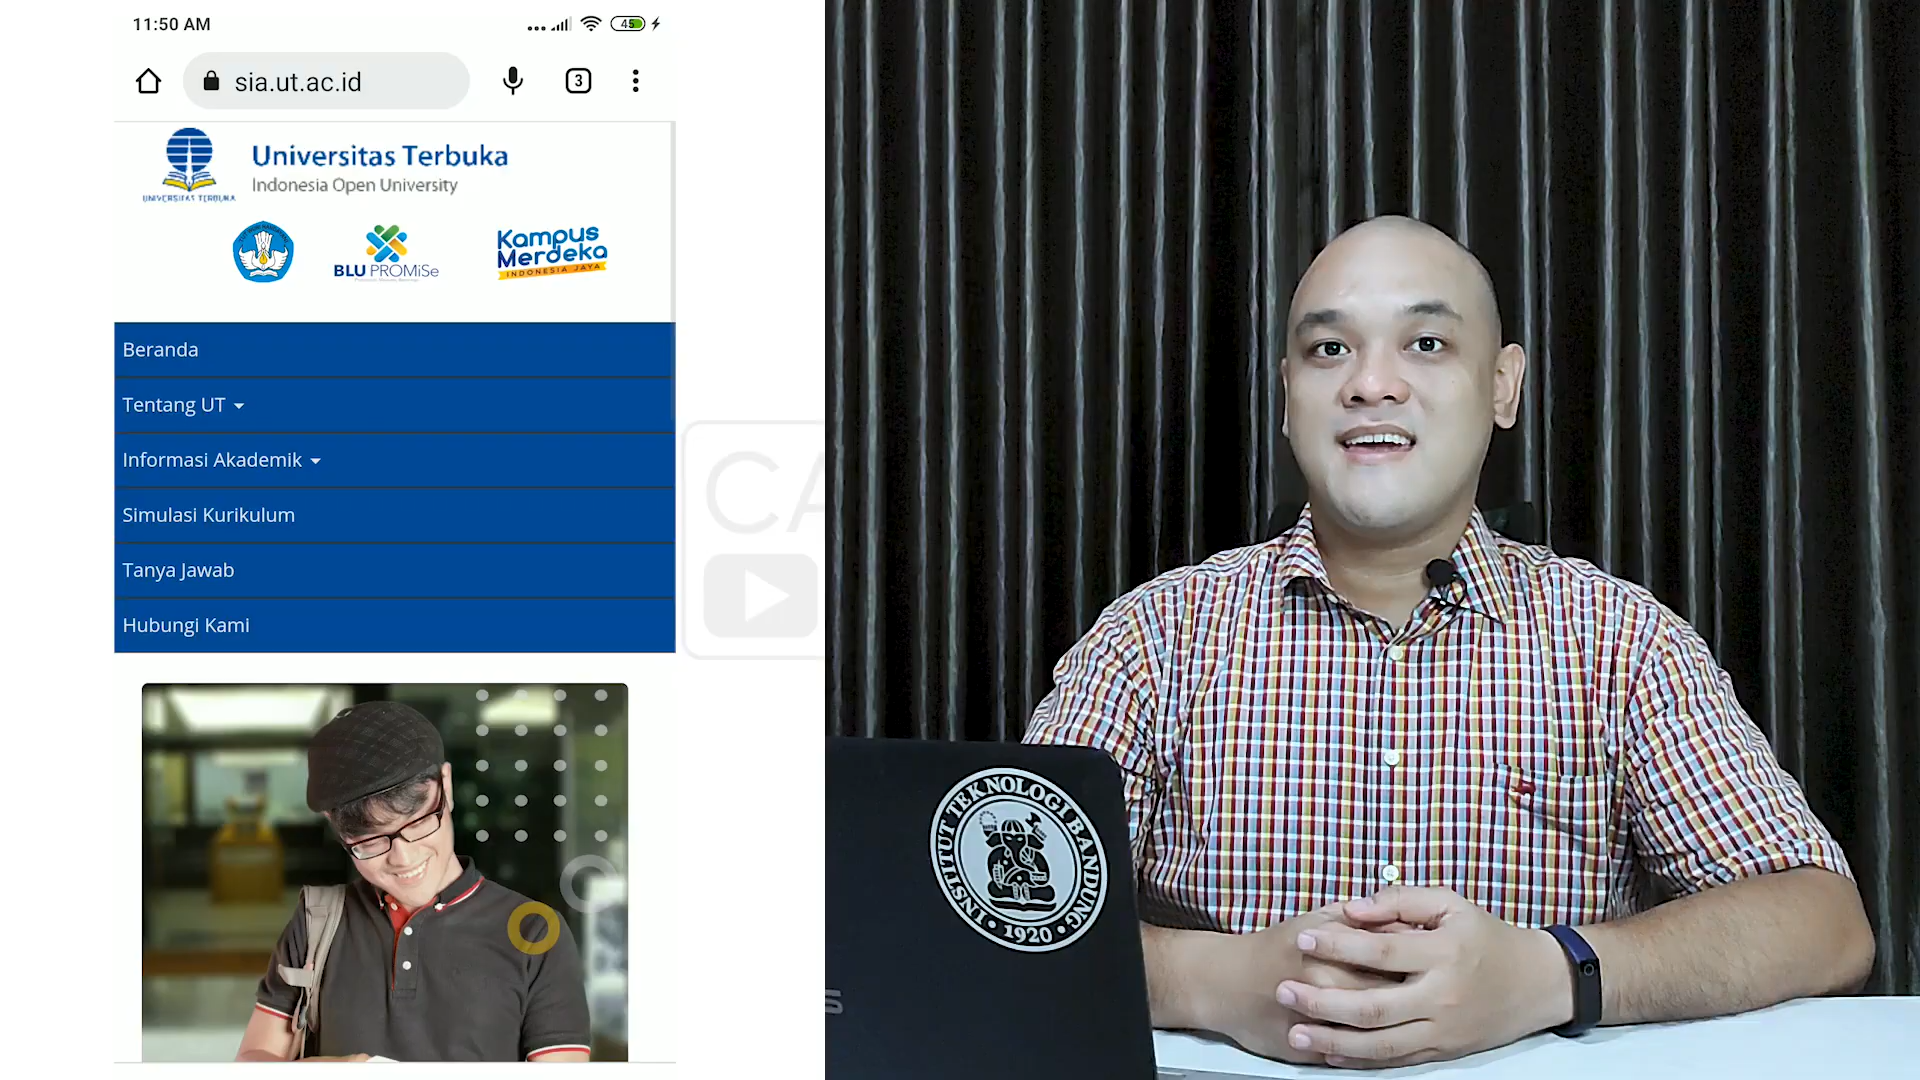 11:50 AM
45
sia.ut.ac.id
3
Universitas Terbuka
Indonesia Open University
UNIVERSITAS TERBUKA
BLU PROMiSe
Kampus
Merdeka
INDONESIA JAYA
Beranda
Tentang UT
Informasi Akademik
Simulasi Kurikulum
Tanya Jawab
Hubungi Kami
CA
INSTITUT TEKNOLOGI BANDUNG
1920
S